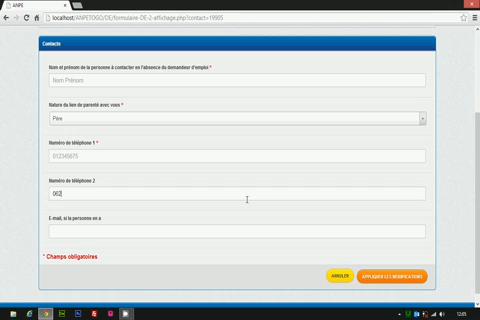 ANPE
localhost/ANPETOGO/DE/formulaire-DE-2-affichage.php?contact=19905
Contacts
Nom et prénom de la personne à contacter en l'absence du demandeur d'emploi *
Nom Prénom
Nature du lien de parenté avec vous *
Père
Numéro de téléphone 1 *
012345675
Numéro de téléphone 2
062
E-mail, si la personne en a
* Champs obligatoires
ANNULER
APPLIQUER LES MODIFICATIONS
12:05